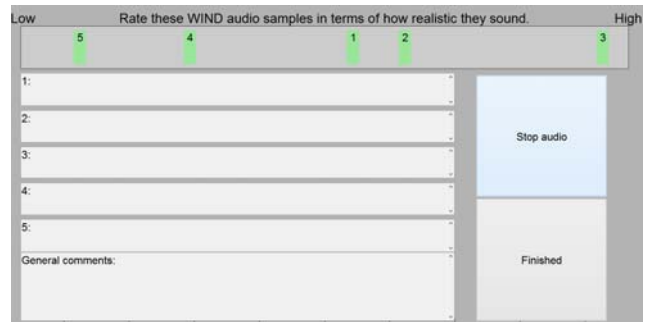 Low Rate these WIND audio samples in terms of how realistic they sound. High
5 4 1 2 3
1:
2:
Stop audio
3:
4:
5:
General comments:
Finished